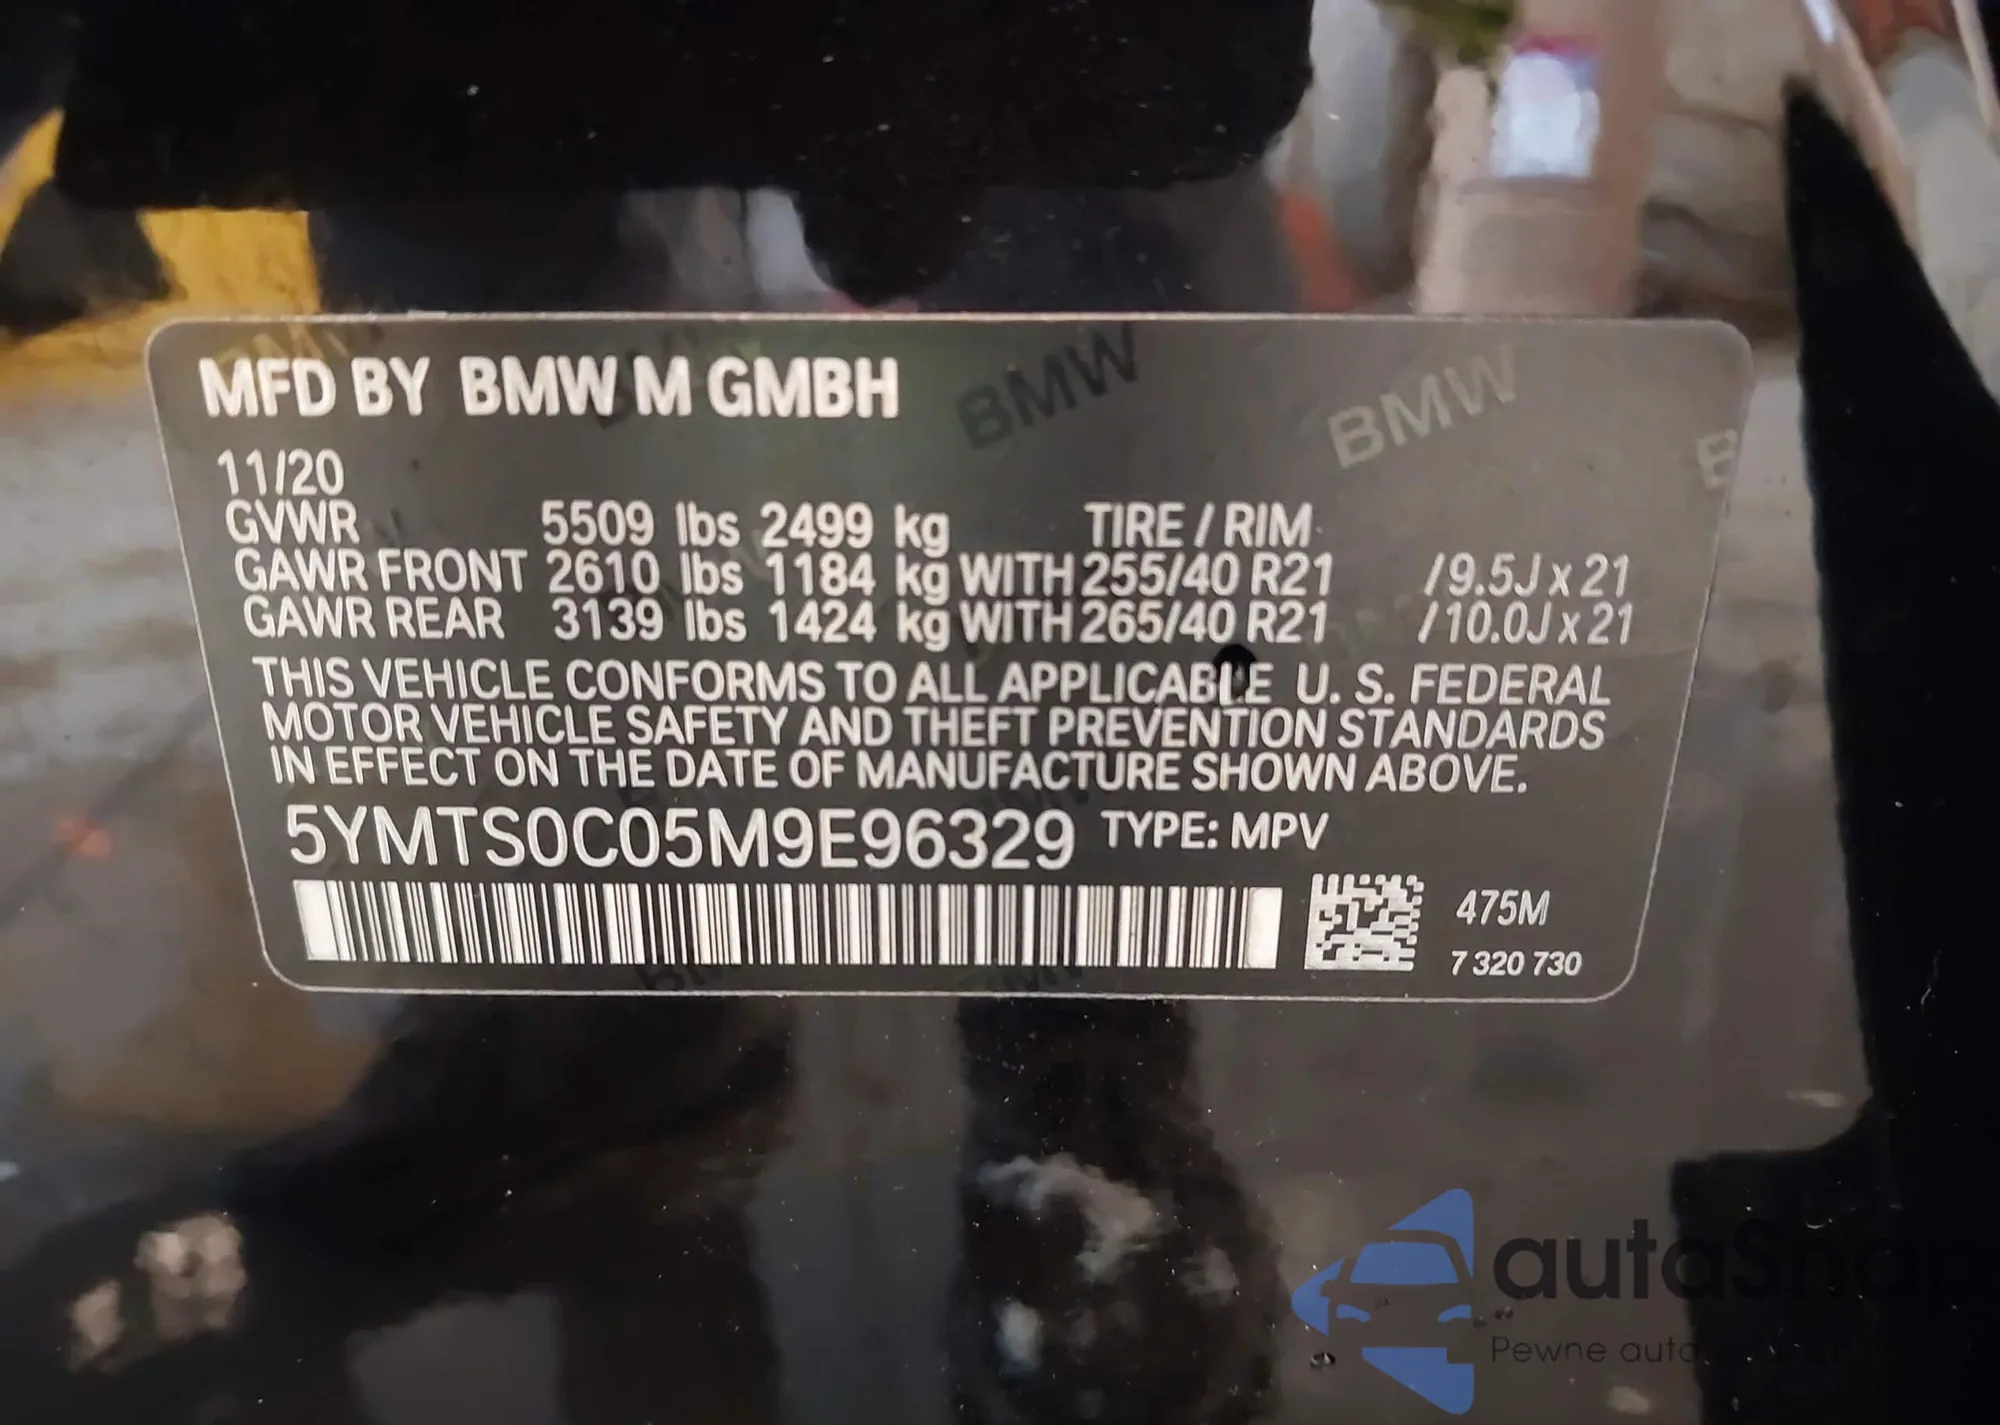 MFD BY BMW M GMBH
BMW BMW
11/20
GVWR 5509 lbs 2499 kg TIRE / RIM
GAWR FRONT 2610 lbs 1184 kg WITH 255/40 R21 /9.5J x 21
GAWR REAR 3139 lbs 1424 kg WITH 265/40 R21 /10.0J x 21
THIS VEHICLE CONFORMS TO ALL APPLICABLE U. S. FEDERAL
MOTOR VEHICLE SAFETY AND THEFT PREVENTION STANDARDS
IN EFFECT ON THE DATE OF MANUFACTURE SHOWN ABOVE.
5YMTS0C05M9E96329 TYPE: MPV
475M
7 320 730
autaSnap
Pewne auto